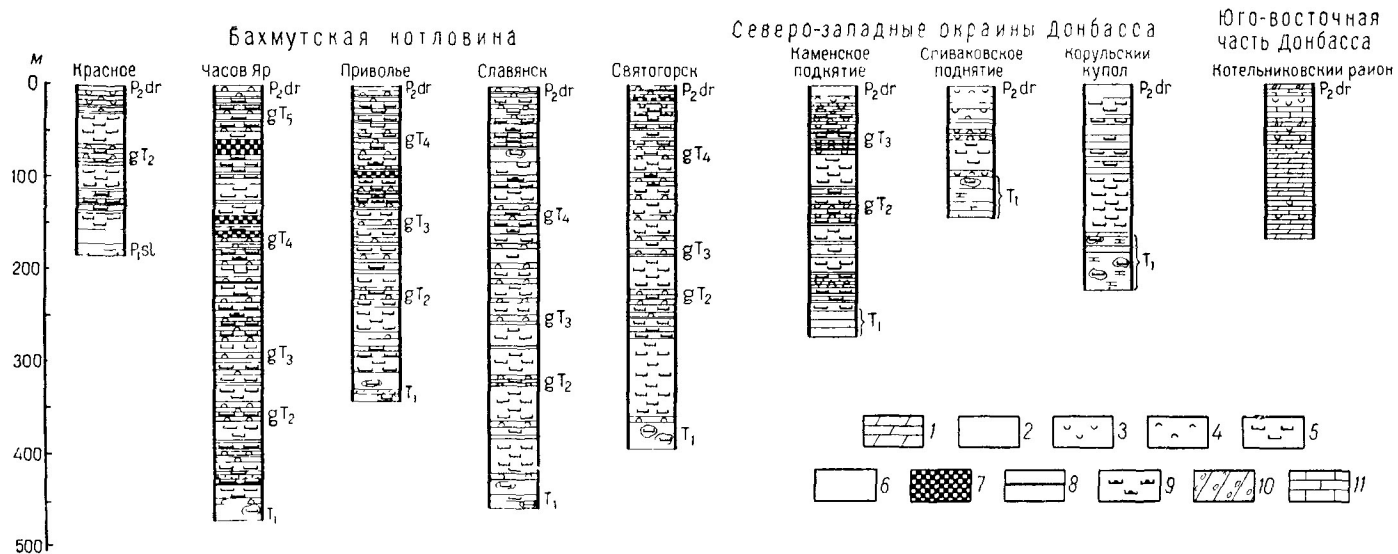 Бахмутская котловина
Северо-западные окраины Донбасса
Юго-восточная
часть Донбасса
м
Красное
Часов Яр
Приволье
Славянск
Святогорск
Каменское
поднятие
Спиваковское
поднятие
Корульский
купол
Котельниковский район
0
100
200
300
400
500
P₂dr
gT₂
P₁sl
P₂dr
gT₅
gT₄
gT₃
gT₂
T₁
P₂dr
gT₄
gT₃
gT₂
T₁
P₂dr
gT₄
gT₃
gT₂
T₁
P₂dr
gT₄
gT₃
gT₂
T₁
P₂dr
gT₃
gT₂
T₁
P₂dr
T₁
P₂dr
T₁
P₂dr
1
2
3
4
5
6
7
8
9
10
11